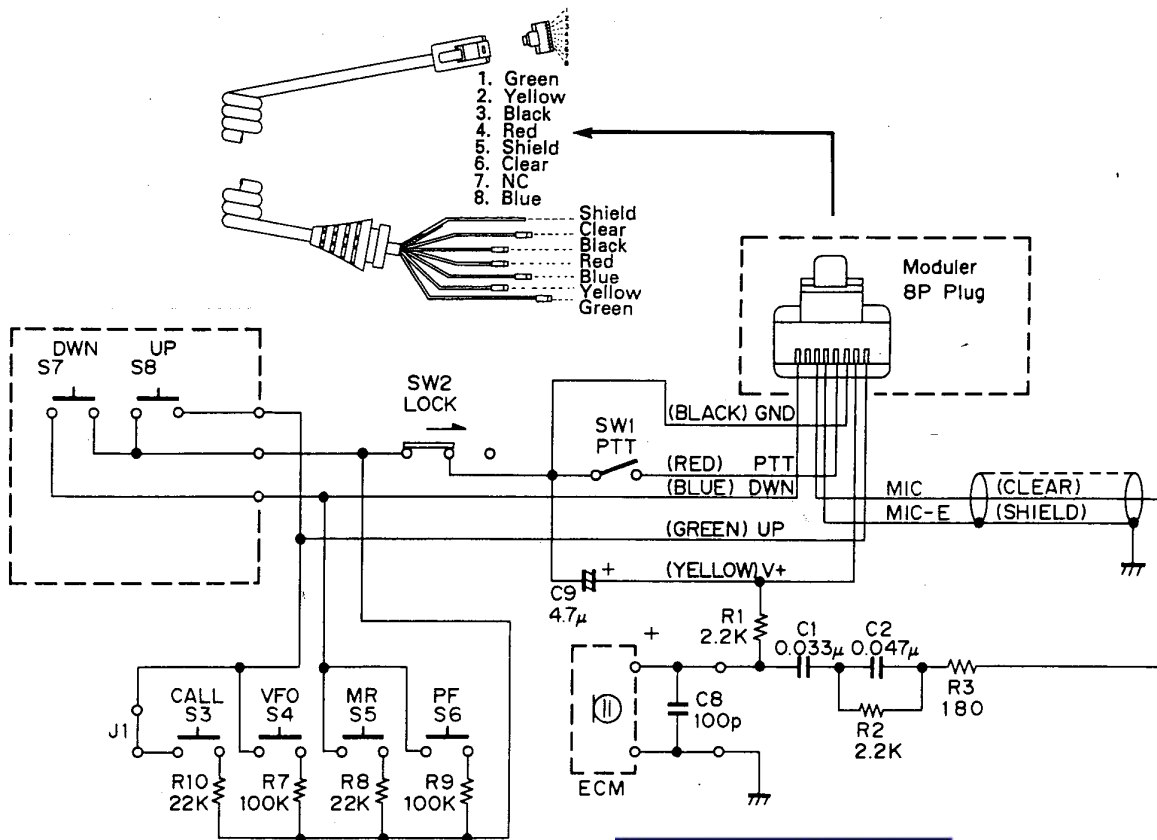 1. Green
2. Yellow
3. Black
4. Red
5. Shield
6. Clear
7. NC
8. Blue
Shield
Clear
Black
Red
Blue
Yellow
Green
Moduler
8P Plug
DWN
S7
UP
S8
SW2
LOCK
SW1
PTT
(BLACK) GND
(RED) PTT
(BLUE) DWN
MIC
(CLEAR)
MIC-E
(SHIELD)
(GREEN) UP
(YELLOW) V+
+
C9
4.7μ
R1
2.2K
C1
0.033μ
C2
0.047μ
R3
180
R2
2.2K
+
C8
100p
ECM
J1
CALL
S3
VFO
S4
MR
S5
PF
S6
R10
22K
R7
100K
R8
22K
R9
100K